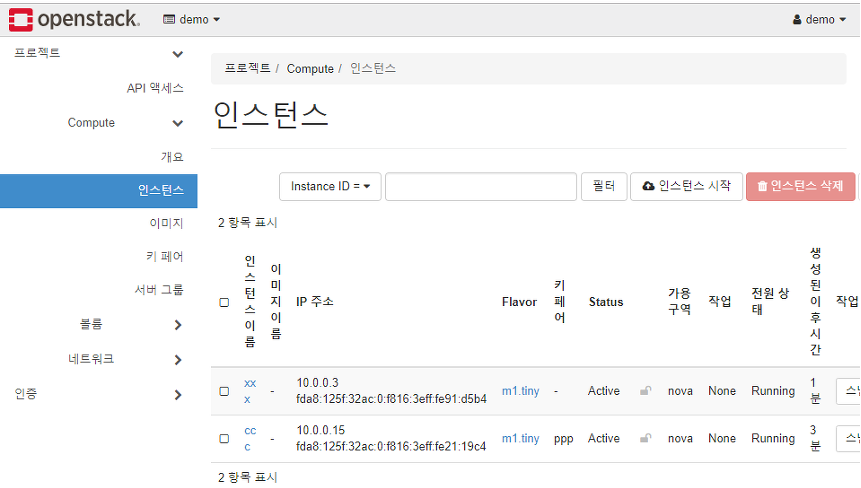 openstack. demo demo
프로젝트
API 액세스
Compute
개요
인스턴스
이미지
키 페어
서버 그룹
볼륨
네트워크
인증
프로젝트 / Compute / 인스턴스
인스턴스
Instance ID = 필터 인스턴스 시작 인스턴스 삭제
2 항목 표시
인스턴스 이름 이미지 이름 IP 주소 Flavor 키 페어 Status 가용 구역 작업 전원 상태 생성된 이후 시간 작업
xxx - 10.0.0.3 m1.tiny - Active nova None Running 1분
fda8:125f:32ac:0:f816:3eff:fe91:d5b4
ccc - 10.0.0.15 m1.tiny ppp Active nova None Running 3분
fda8:125f:32ac:0:f816:3eff:fe21:19c4
2 항목 표시